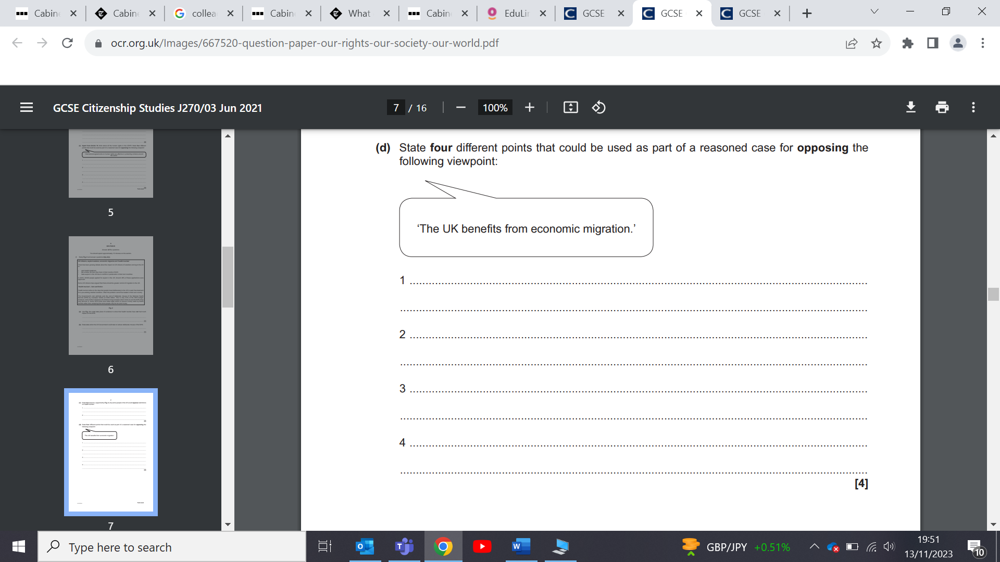 Cabin
Cabin
collea
Cabin
What
Cabin
EduLin
GCSE
GCSE
GCSE
ocr.org.uk/Images/667520-question-paper-our-rights-our-society-our-world.pdf
GCSE Citizenship Studies J270/03 Jun 2021
7 / 16
100%
5
6
7
(d) State four different points that could be used as part of a reasoned case for opposing the
following viewpoint:
‘The UK benefits from economic migration.’
1
2
3
4
[4]
Type here to search
GBP/JPY +0.51%
19:51
13/11/2023
10